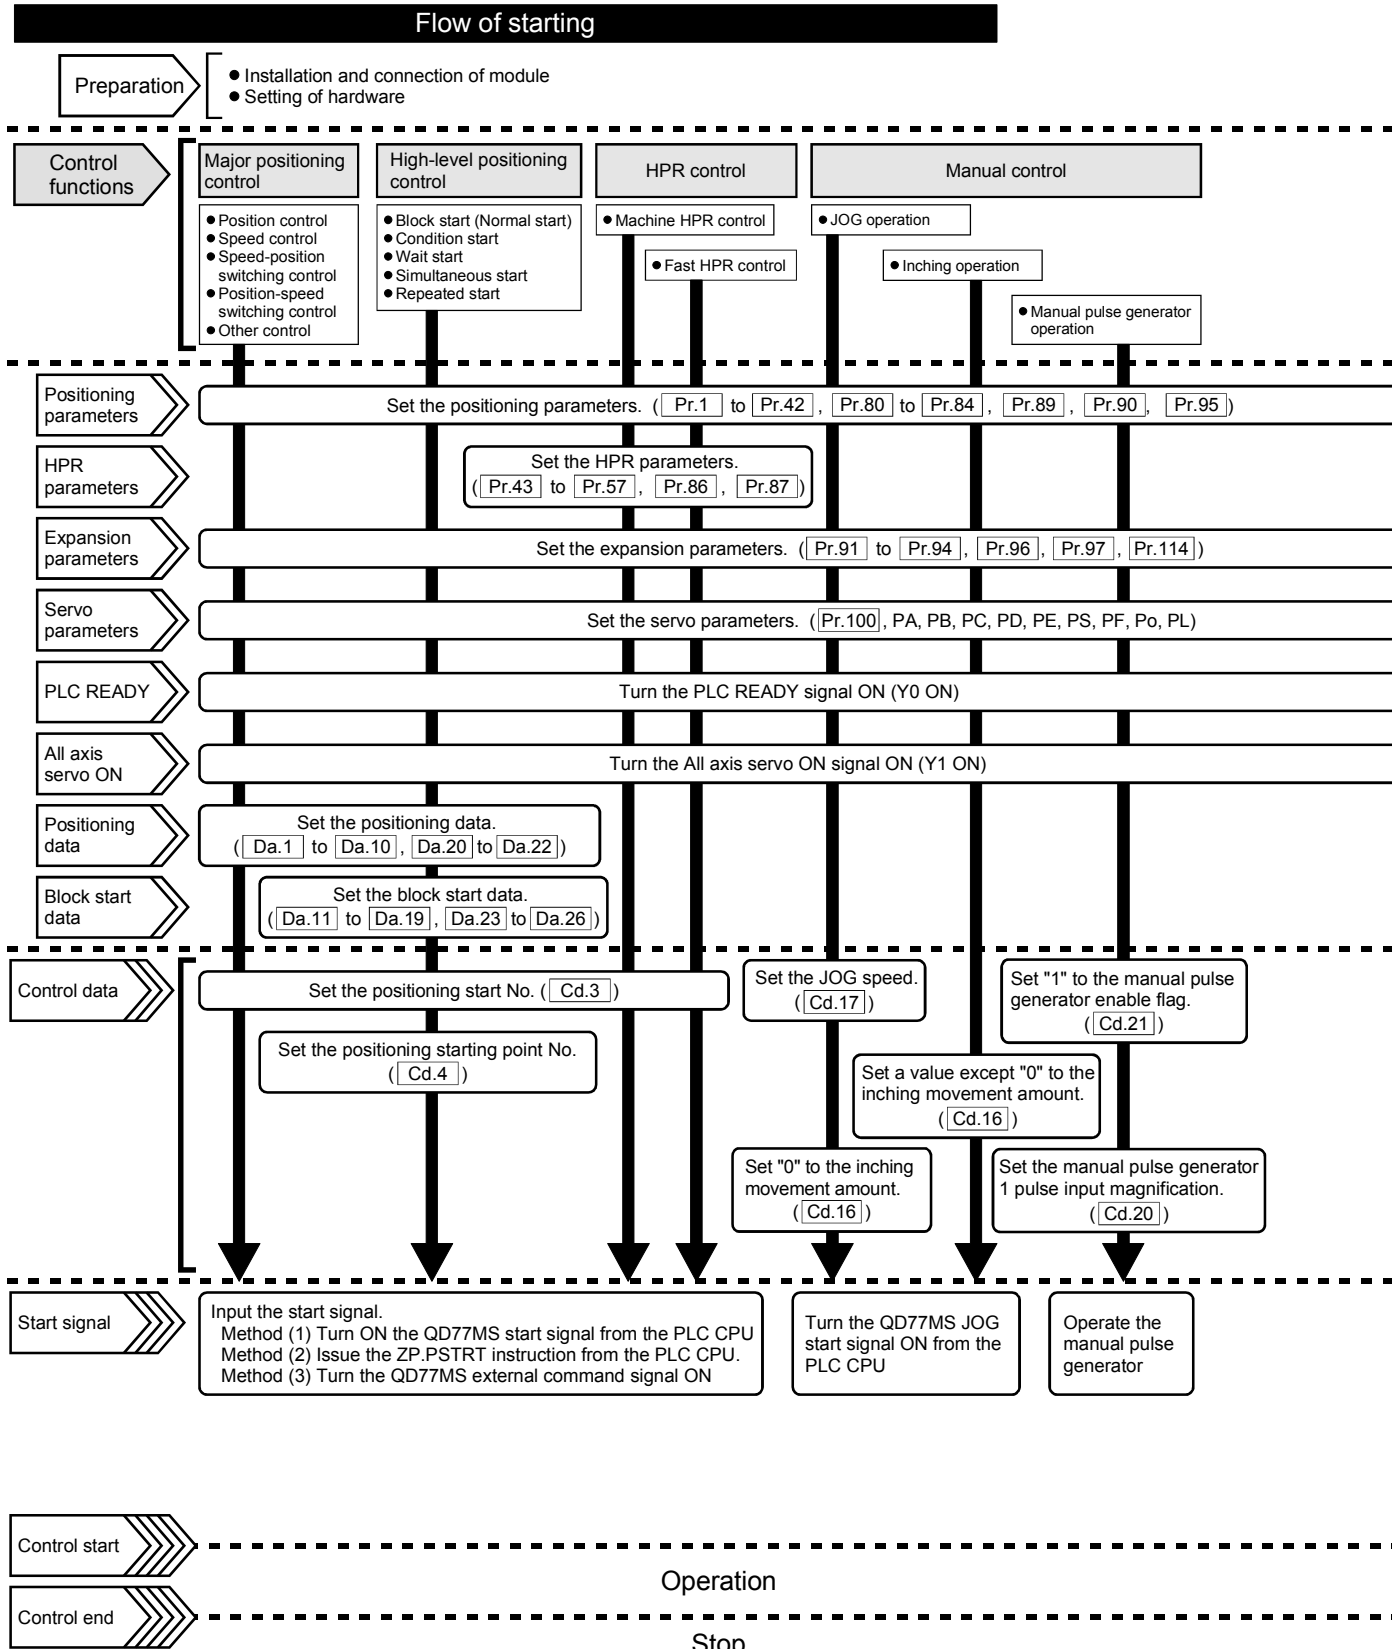 Flow of starting
Preparation
● Installation and connection of module
● Setting of hardware
Control
functions
Major positioning
control
High-level positioning
control
HPR control
Manual control
● Position control
● Speed control
● Speed-position
switching control
● Position-speed
switching control
● Other control
● Block start (Normal start)
● Condition start
● Wait start
● Simultaneous start
● Repeated start
● Machine HPR control
● Fast HPR control
● JOG operation
● Inching operation
● Manual pulse generator
operation
Positioning
parameters
Set the positioning parameters. ( Pr.1 to Pr.42 , Pr.80 to Pr.84 , Pr.89 , Pr.90 , Pr.95 )
HPR
parameters
Set the HPR parameters.
( Pr.43 to Pr.57 , Pr.86 , Pr.87 )
Expansion
parameters
Set the expansion parameters. ( Pr.91 to Pr.94 , Pr.96 , Pr.97 , Pr.114 )
Servo
parameters
Set the servo parameters. ( Pr.100 , PA, PB, PC, PD, PE, PS, PF, Po, PL)
PLC READY
Turn the PLC READY signal ON (Y0 ON)
All axis
servo ON
Turn the All axis servo ON signal ON (Y1 ON)
Positioning
data
Set the positioning data.
( Da.1 to Da.10 , Da.20 to Da.22 )
Block start
data
Set the block start data.
( Da.11 to Da.19 , Da.23 to Da.26 )
Control data
Set the positioning start No. ( Cd.3 )
Set the positioning starting point No.
( Cd.4 )
Set the JOG speed.
( Cd.17 )
Set "1" to the manual pulse
generator enable flag.
( Cd.21 )
Set a value except "0" to the
inching movement amount.
( Cd.16 )
Set "0" to the inching
movement amount.
( Cd.16 )
Set the manual pulse generator
1 pulse input magnification.
( Cd.20 )
Start signal
Input the start signal.
Method (1) Turn ON the QD77MS start signal from the PLC CPU
Method (2) Issue the ZP.PSTRT instruction from the PLC CPU.
Method (3) Turn the QD77MS external command signal ON
Turn the QD77MS JOG
start signal ON from the
PLC CPU
Operate the
manual pulse
generator
Control start
Operation
Control end
Stop